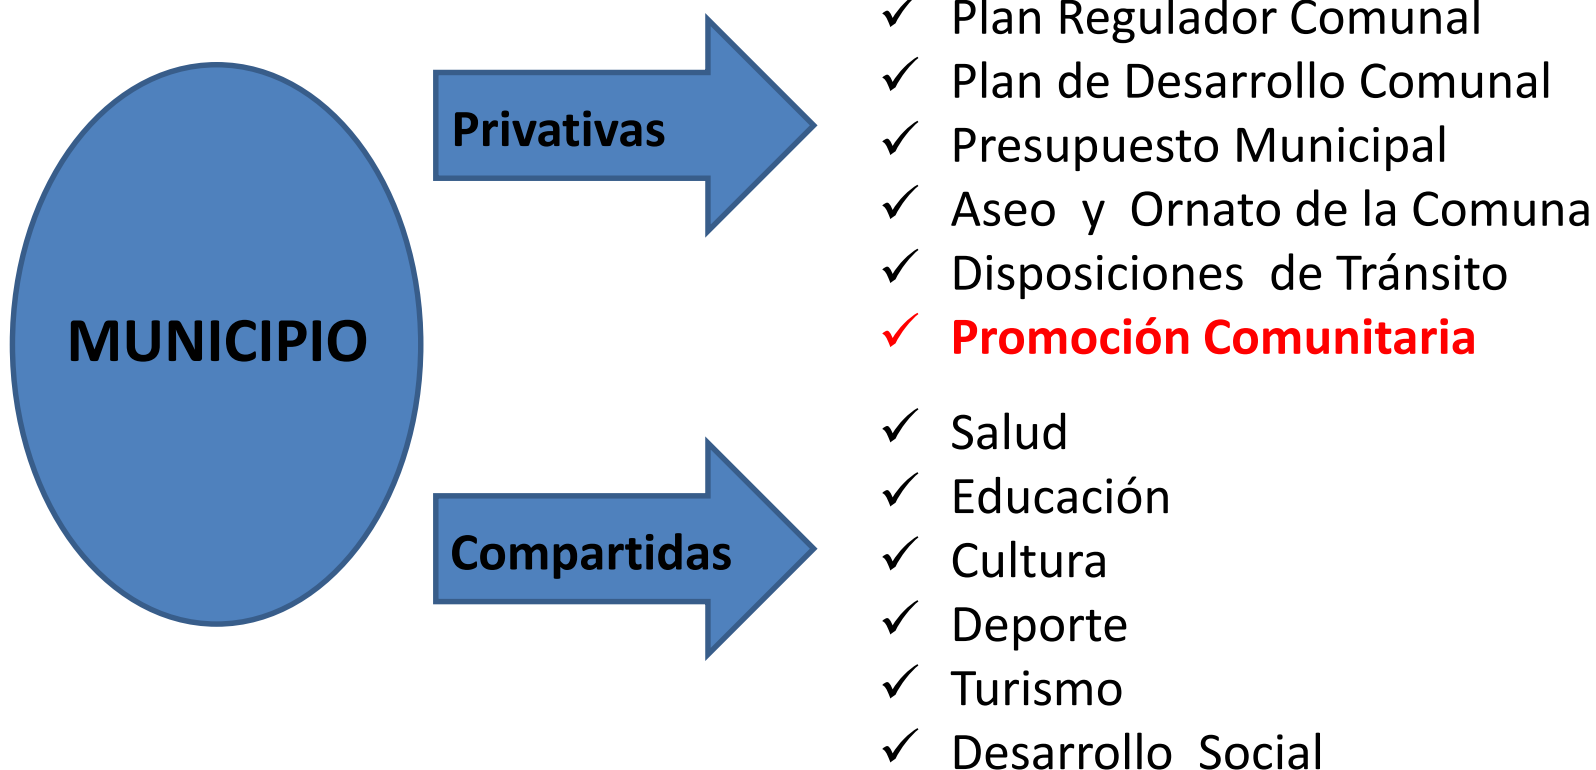 MUNICIPIO
Privativas
✓ Plan Regulador Comunal
✓ Plan de Desarrollo Comunal
✓ Presupuesto Municipal
✓ Aseo y Ornato de la Comuna
✓ Disposiciones de Tránsito
✓ Promoción Comunitaria
Compartidas
✓ Salud
✓ Educación
✓ Cultura
✓ Deporte
✓ Turismo
✓ Desarrollo Social